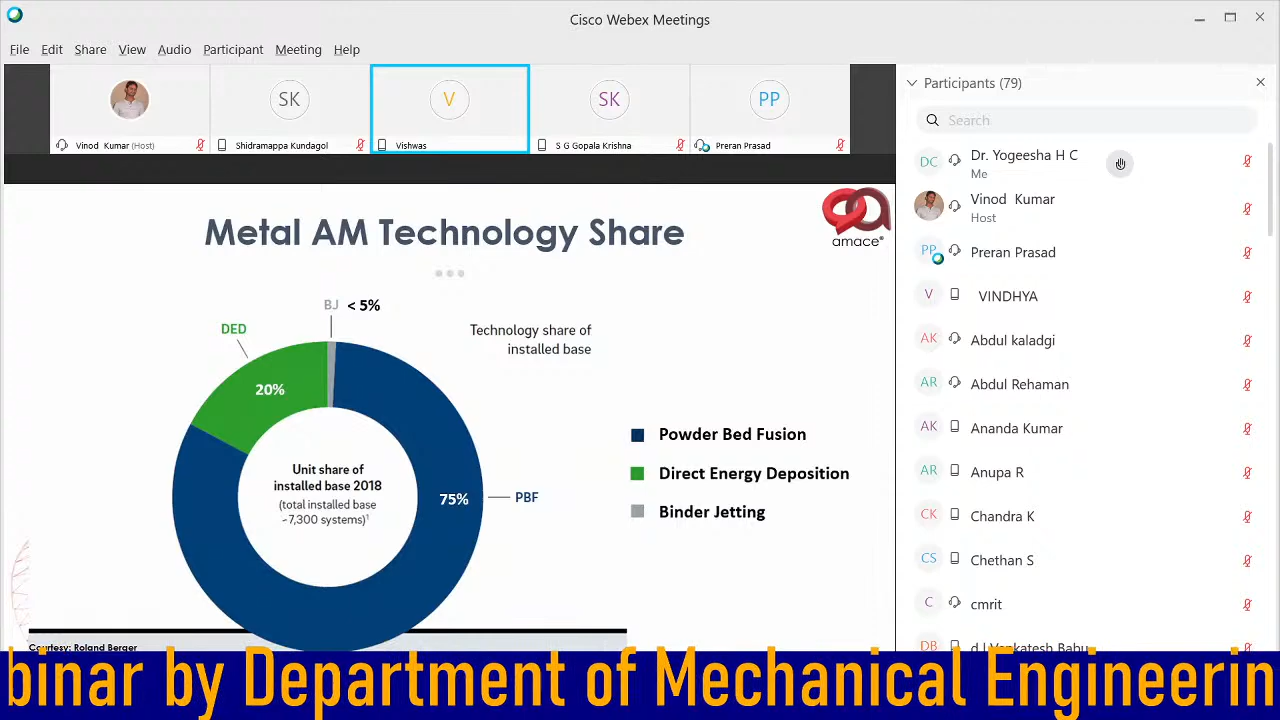 Cisco Webex Meetings
File Edit Share View Audio Participant Meeting Help
SK
V
SK
PP
Vinod Kumar (Host)
Shidramappa Kundagol
Vishwas
S G Gopala Krishna
Preran Prasad
Metal AM Technology Share
amace®
BJ < 5%
DED
20%
Technology share of
installed base
Unit share of
installed base 2018
(total installed base
~7,300 systems)¹
75%
PBF
Powder Bed Fusion
Direct Energy Deposition
Binder Jetting
Courtesy: Roland Berger
Participants (79)
Search
DC Dr. Yogeesha H C
Me
Vinod Kumar
Host
PP Preran Prasad
V VINDHYA
AK Abdul kaladgi
AR Abdul Rehaman
AK Ananda Kumar
AR Anupa R
CK Chandra K
CS Chethan S
C cmrit
DB d l Venkatesh Babu
binar by Department of Mechanical Engineerin